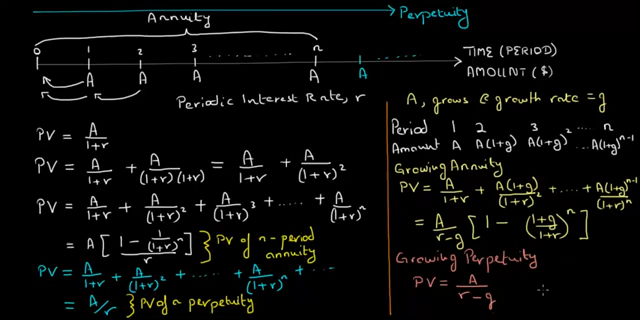 Annuity
Perpetuity
0 1 2 3 ........ n ......
TIME (PERIOD)
A A A A A
AMOUNT ($)
Periodic Interest Rate, r
PV = A/(1+r)
PV = A/(1+r) + A/((1+r)(1+r)) = A/(1+r) + A/(1+r)²
PV = A/(1+r) + A/(1+r)² + A/(1+r)³ + ..... + A/(1+r)ⁿ
= A [ (1 - 1/(1+r)ⁿ)/r ] } PV of n-period annuity
PV = A/(1+r) + A/(1+r)² + ...... + A/(1+r)ⁿ + ....
= A/r } PV of a perpetuity
A, grows @ growth rate = g
Period 1 2 3 ... n
Amount A A(1+g) A(1+g)² ... A(1+g)ⁿ⁻¹
Growing Annuity
PV = A/(1+r) + A(1+g)/(1+r)² + .... + A(1+g)ⁿ⁻¹/(1+r)ⁿ
= A/(r-g) [ 1 - ((1+g)/(1+r))ⁿ ]
Growing Perpetuity
PV = A/(r-g)